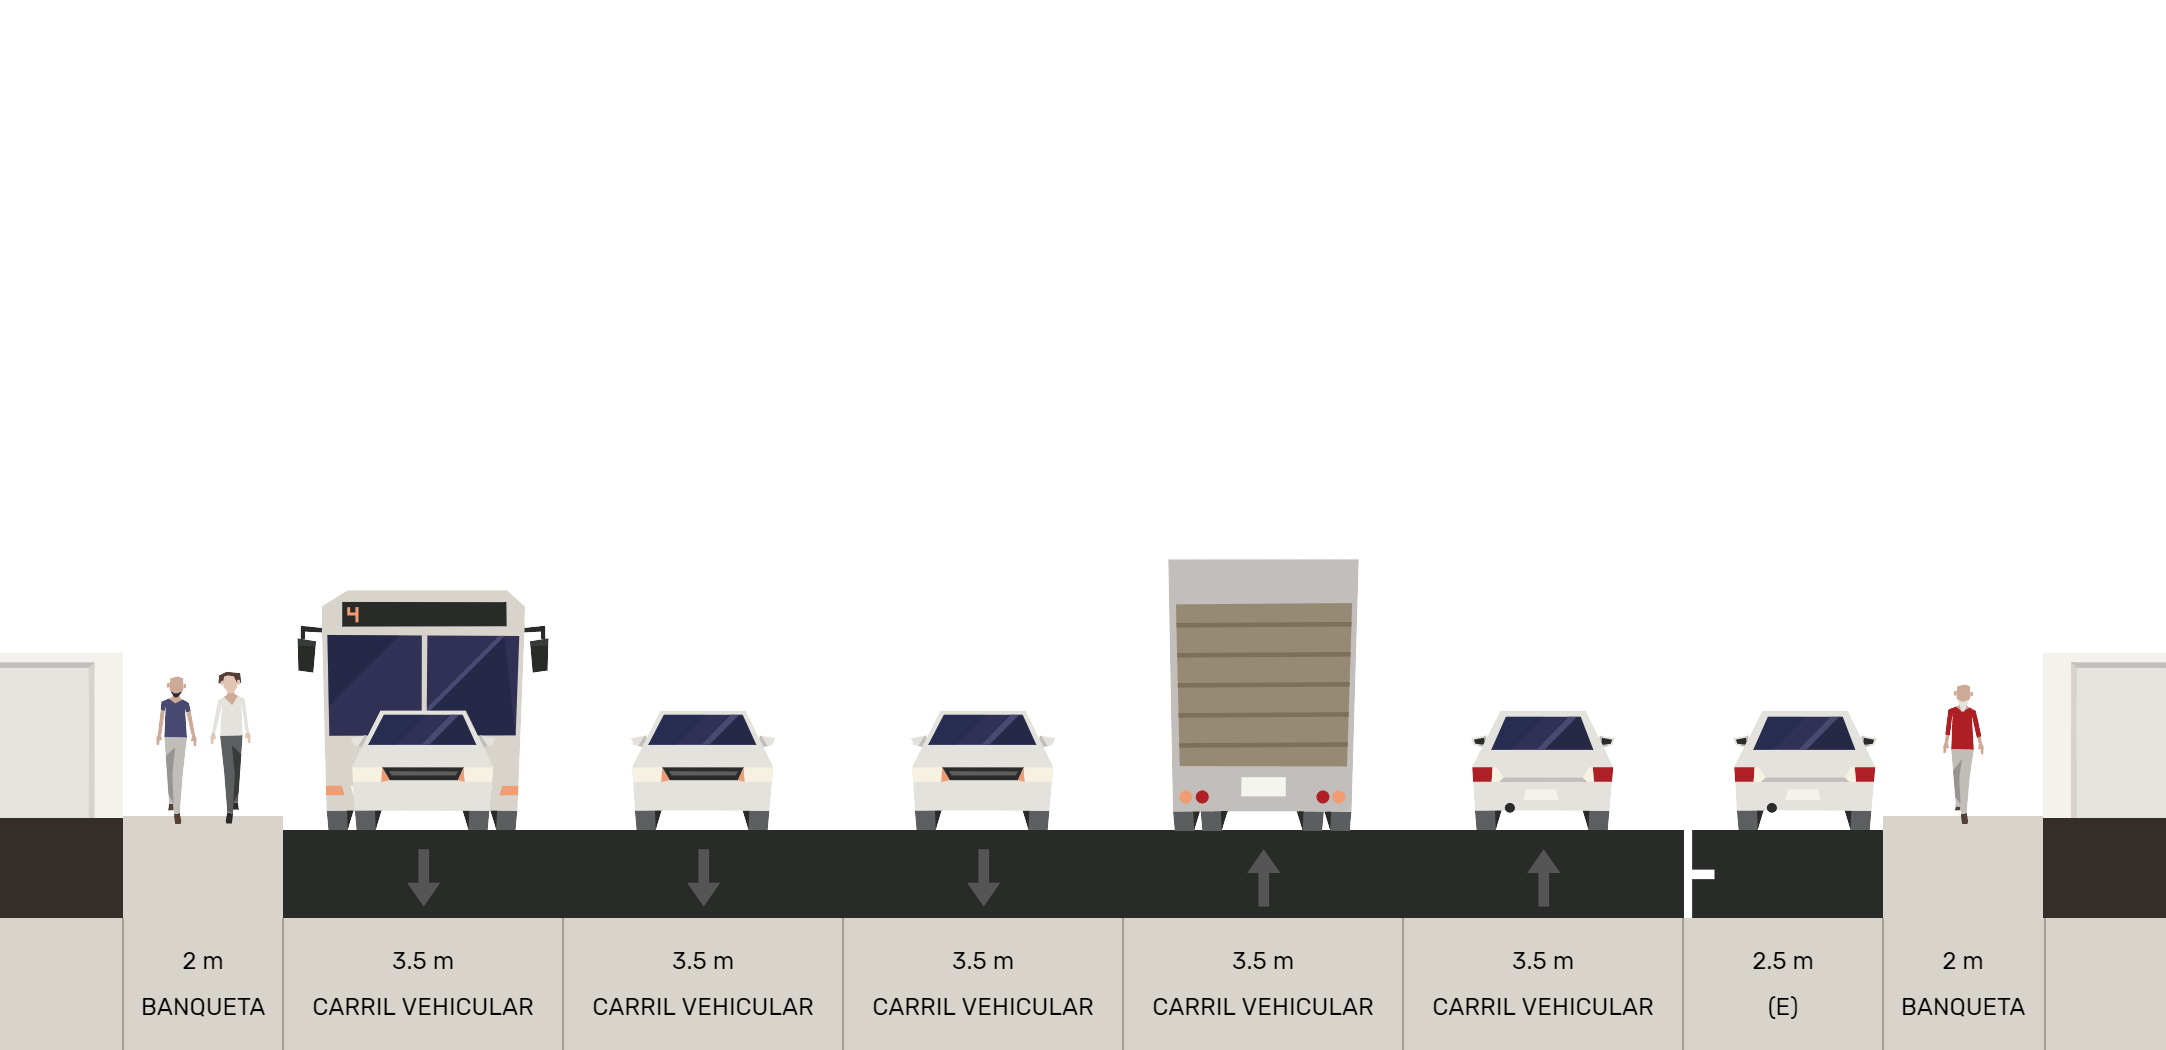 4
2 m
BANQUETA
3.5 m
CARRIL VEHICULAR
3.5 m
CARRIL VEHICULAR
3.5 m
CARRIL VEHICULAR
3.5 m
CARRIL VEHICULAR
3.5 m
CARRIL VEHICULAR
2.5 m
(E)
2 m
BANQUETA